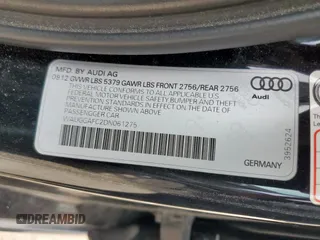 MFD. BY AUDI AG
09.12 GVWR LBS 5379 GAWR LBS FRONT 2756/REAR 2756
THIS VEHICLE CONFORMS TO ALL APPLICABLE U.S.
FEDERAL MOTOR VEHICLE SAFETY, BUMPER AND THEFT
PREVENTION STANDARDS IN EFFECT ON THE DATE OF
MANUFACTURE SHOWN ABOVE.
PASSENGER CAR
Audi
GERMANY
3952624
DREAMBID